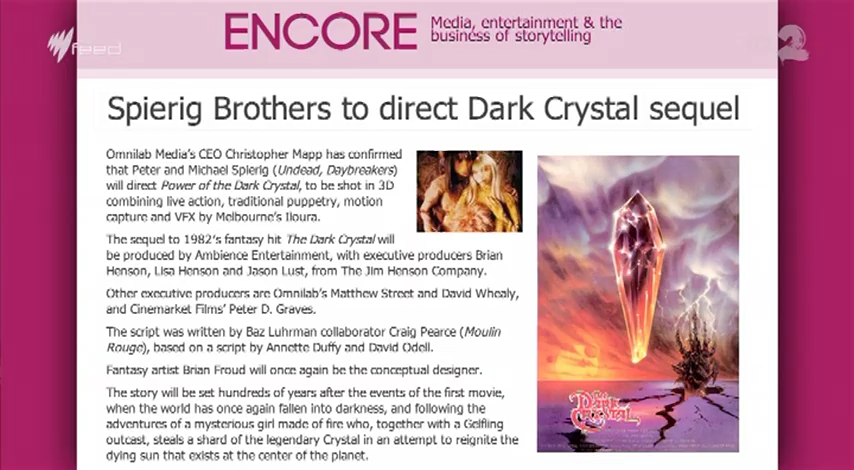 ENCORE
Media, entertainment & the
business of storytelling
feed
2
Spierig Brothers to direct Dark Crystal sequel
Omnilab Media's CEO Christopher Mapp has confirmed
that Peter and Michael Spierig (Undead, Daybreakers)
will direct Power of the Dark Crystal, to be shot in 3D
combining live action, traditional puppetry, motion
capture and VFX by Melbourne's Iloura.
The sequel to 1982's fantasy hit The Dark Crystal will
be produced by Ambience Entertainment, with executive producers Brian
Henson, Lisa Henson and Jason Lust, from The Jim Henson Company.
Other executive producers are Omnilab's Matthew Street and David Whealy,
and Cinemarket Films' Peter D. Graves.
The script was written by Baz Luhrman collaborator Craig Pearce (Moulin
Rouge), based on a script by Annette Duffy and David Odell.
Fantasy artist Brian Froud will once again be the conceptual designer.
The story will be set hundreds of years after the events of the first movie,
when the world has once again fallen into darkness, and following the
adventures of a mysterious girl made of fire who, together with a Gelfling
outcast, steals a shard of the legendary Crystal in an attempt to reignite the
dying sun that exists at the center of the planet.
The
DARK
CRYSTAL